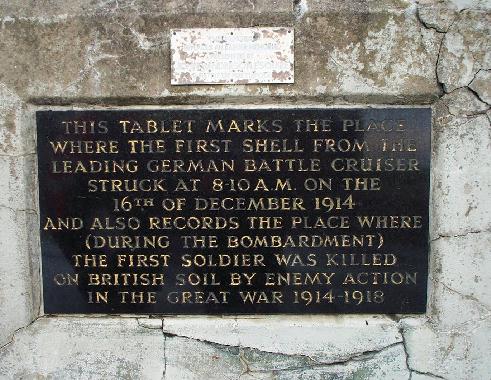 THIS TABLET MARKS THE PLACE
WHERE THE FIRST SHELL FROM THE
LEADING GERMAN BATTLE CRUISER
STRUCK AT 8·10 A.M. ON THE
16TH OF DECEMBER 1914
AND ALSO RECORDS THE PLACE WHERE
(DURING THE BOMBARDMENT)
THE FIRST SOLDIER WAS KILLED
ON BRITISH SOIL BY ENEMY ACTION
IN THE GREAT WAR 1914-1918